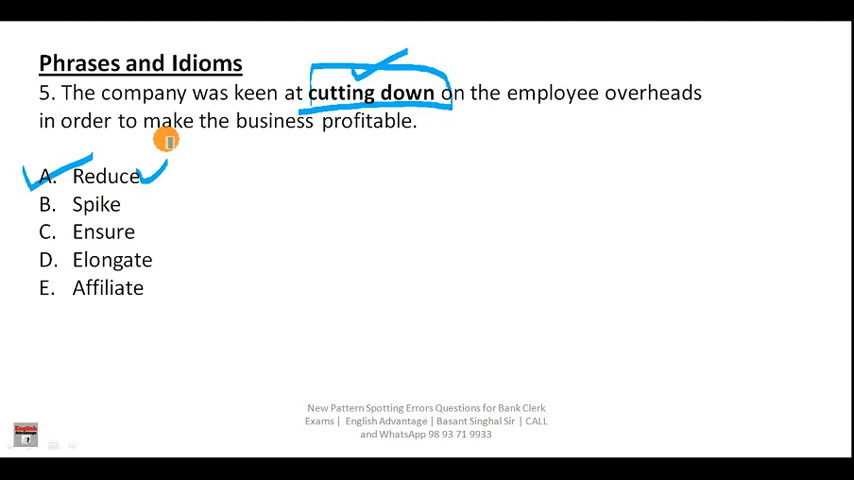 Phrases and Idioms
5. The company was keen at cutting down on the employee overheads
in order to make the business profitable.
A. Reduce
B. Spike
C. Ensure
D. Elongate
E. Affiliate
New Pattern Spotting Errors Questions for Bank Clerk
Exams | English Advantage | Basant Singhal Sir | CALL
and WhatsApp 98 93 71 9933
English
Advantage